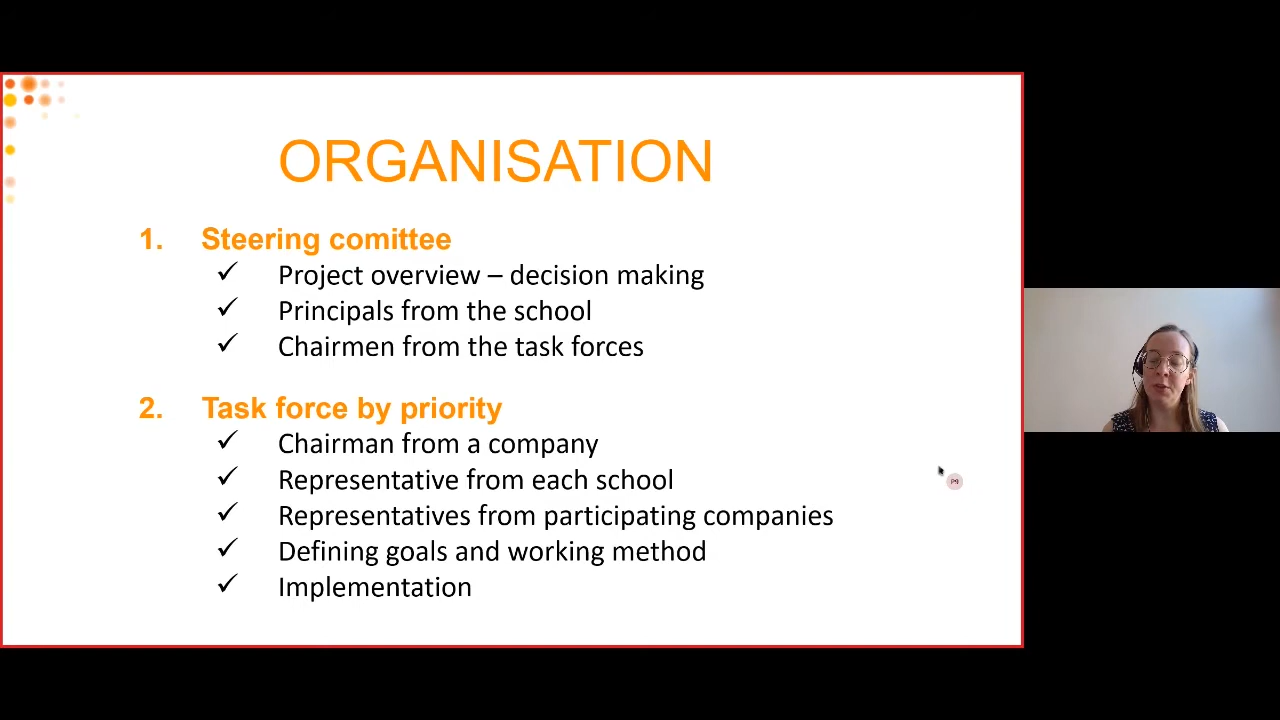 ORGANISATION
1. Steering comittee
✓ Project overview – decision making
✓ Principals from the school
✓ Chairmen from the task forces
2. Task force by priority
✓ Chairman from a company
✓ Representative from each school
✓ Representatives from participating companies
✓ Defining goals and working method
✓ Implementation